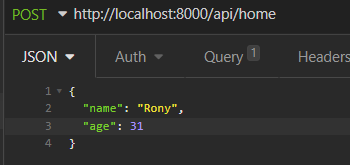 POST http://localhost:8000/api/home
JSON Auth Query 1 Headers
1 {
2 "name": "Rony",
3 "age": 31
4 }